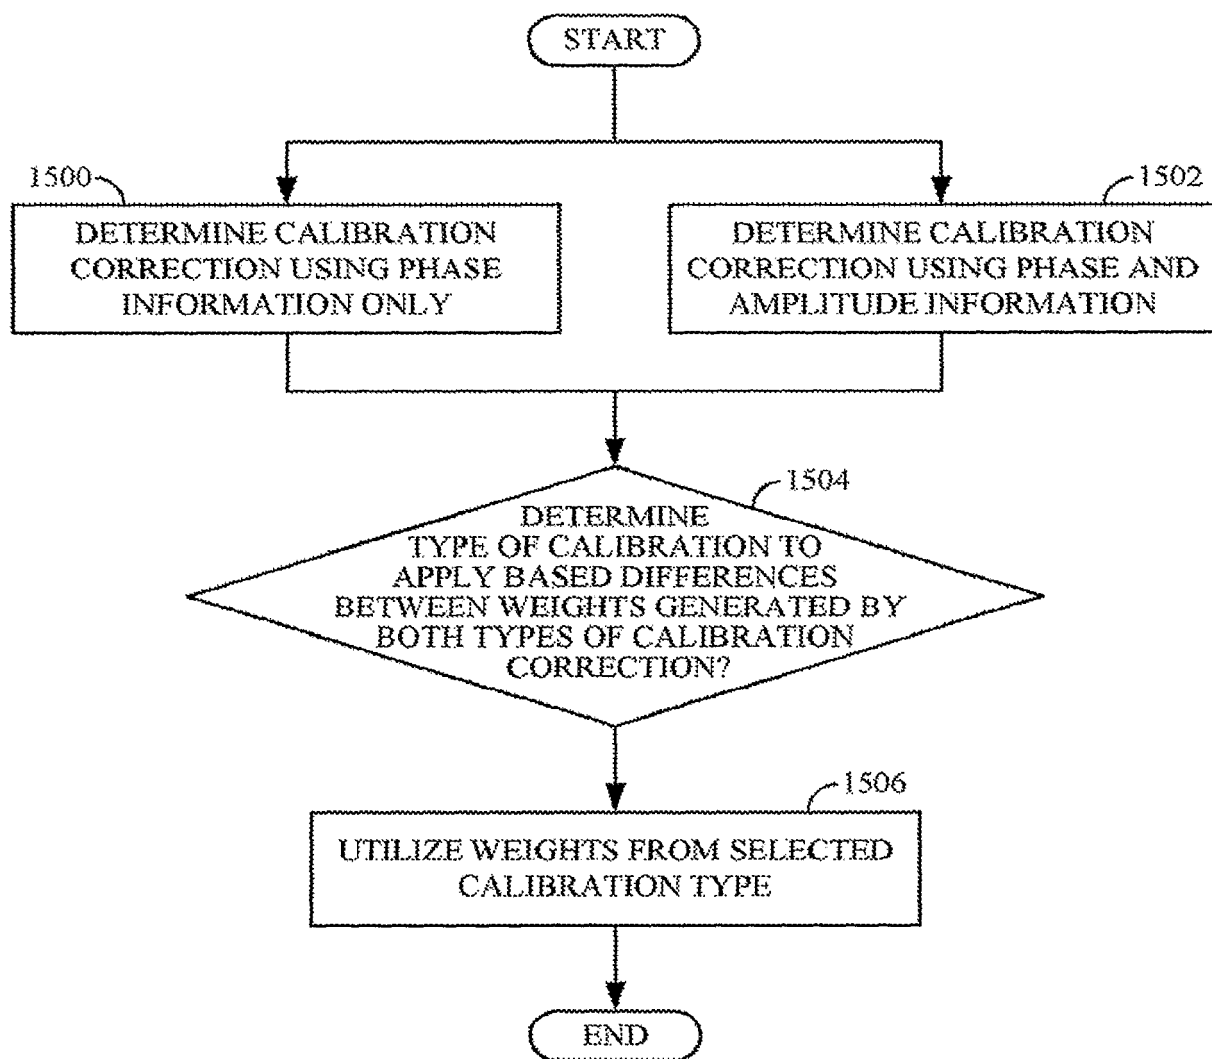 START
1500
DETERMINE CALIBRATION
CORRECTION USING PHASE
INFORMATION ONLY
1502
DETERMINE CALIBRATION
CORRECTION USING PHASE AND
AMPLITUDE INFORMATION
1504
DETERMINE
TYPE OF CALIBRATION TO
APPLY BASED DIFFERENCES
BETWEEN WEIGHTS GENERATED BY
BOTH TYPES OF CALIBRATION
CORRECTION?
1506
UTILIZE WEIGHTS FROM SELECTED
CALIBRATION TYPE
END